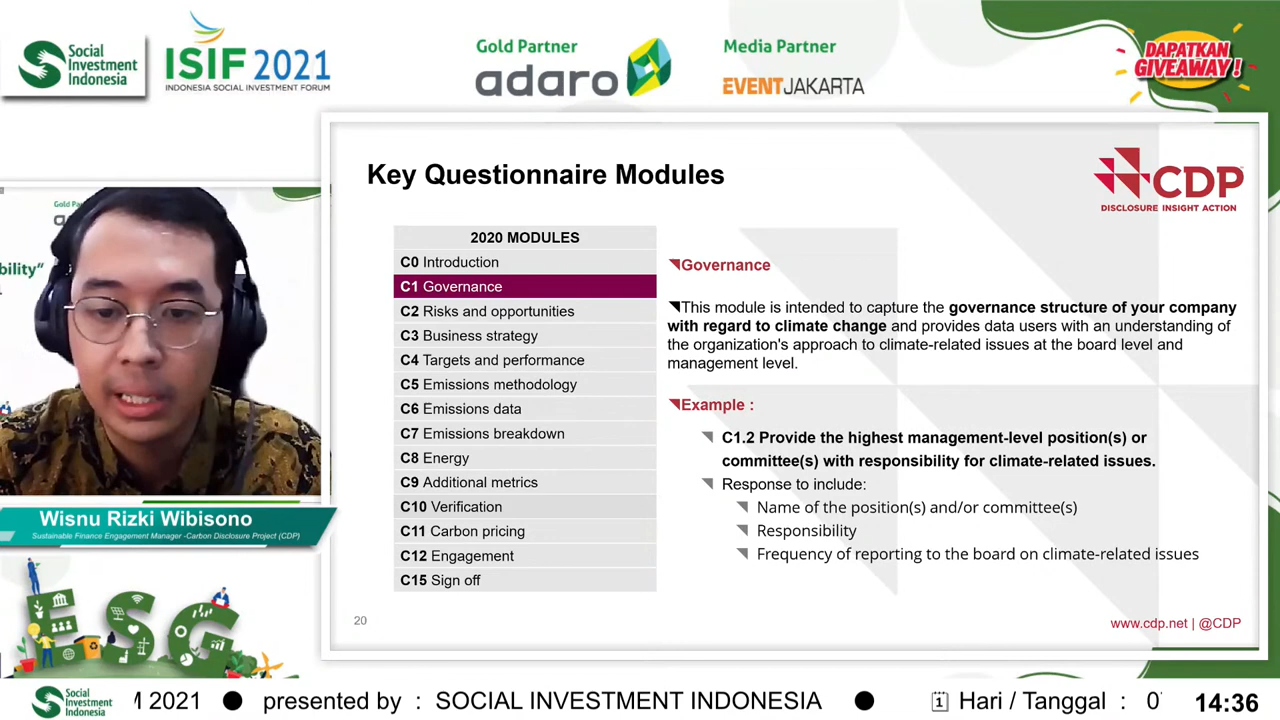 Social
Investment
Indonesia
ISIF 2021
INDONESIA SOCIAL INVESTMENT FORUM
Gold Partner
adaro
Media Partner
EVENTJAKARTA
DAPATKAN
GIVEAWAY !
Key Questionnaire Modules
CDP
DISCLOSURE INSIGHT ACTION
2020 MODULES
C0 Introduction
C1 Governance
C2 Risks and opportunities
C3 Business strategy
C4 Targets and performance
C5 Emissions methodology
C6 Emissions data
C7 Emissions breakdown
C8 Energy
C9 Additional metrics
C10 Verification
C11 Carbon pricing
C12 Engagement
C15 Sign off
Governance
This module is intended to capture the governance structure of your company
with regard to climate change and provides data users with an understanding of
the organization's approach to climate-related issues at the board level and
management level.
Example :
C1.2 Provide the highest management-level position(s) or
committee(s) with responsibility for climate-related issues.
Response to include:
Name of the position(s) and/or committee(s)
Responsibility
Frequency of reporting to the board on climate-related issues
20
www.cdp.net | @CDP
Gold Partner
bility"
Wisnu Rizki Wibisono
Sustainable Finance Engagement Manager -Carbon Disclosure Project (CDP)
ESG
Social
Investment
Indonesia
M 2021 ● presented by : SOCIAL INVESTMENT INDONESIA ● Hari / Tanggal : 0
14:36